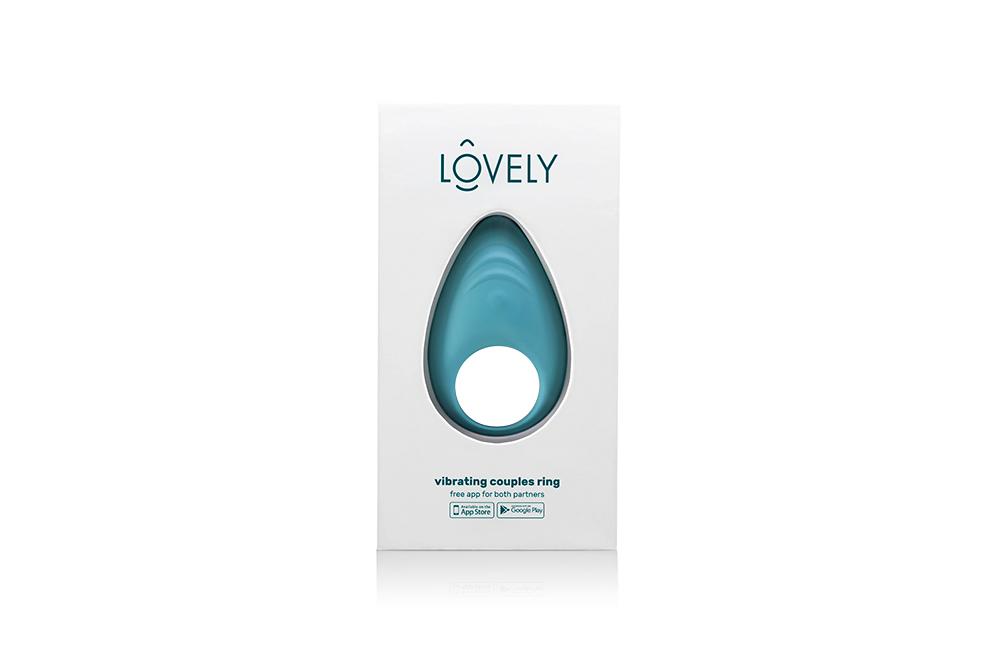 LÔVELY
vibrating couples ring
free app for both partners
Available on the
App Store
Google Play